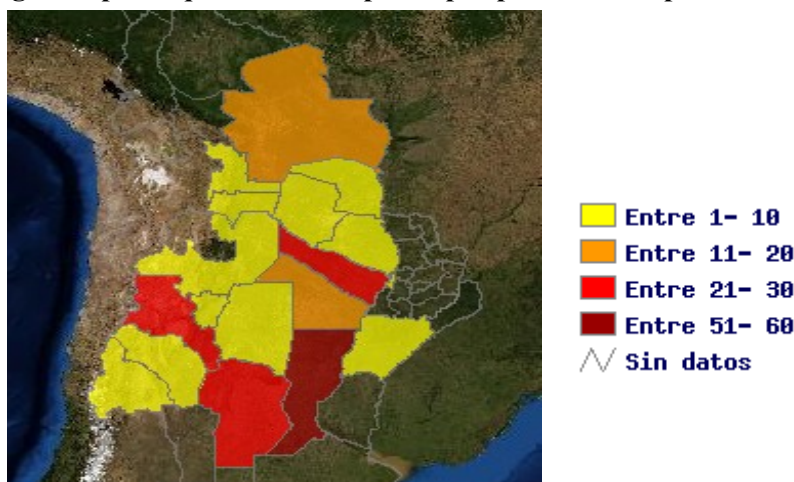 Entre 1- 10
Entre 11- 20
Entre 21- 30
Entre 51- 60
Sin datos